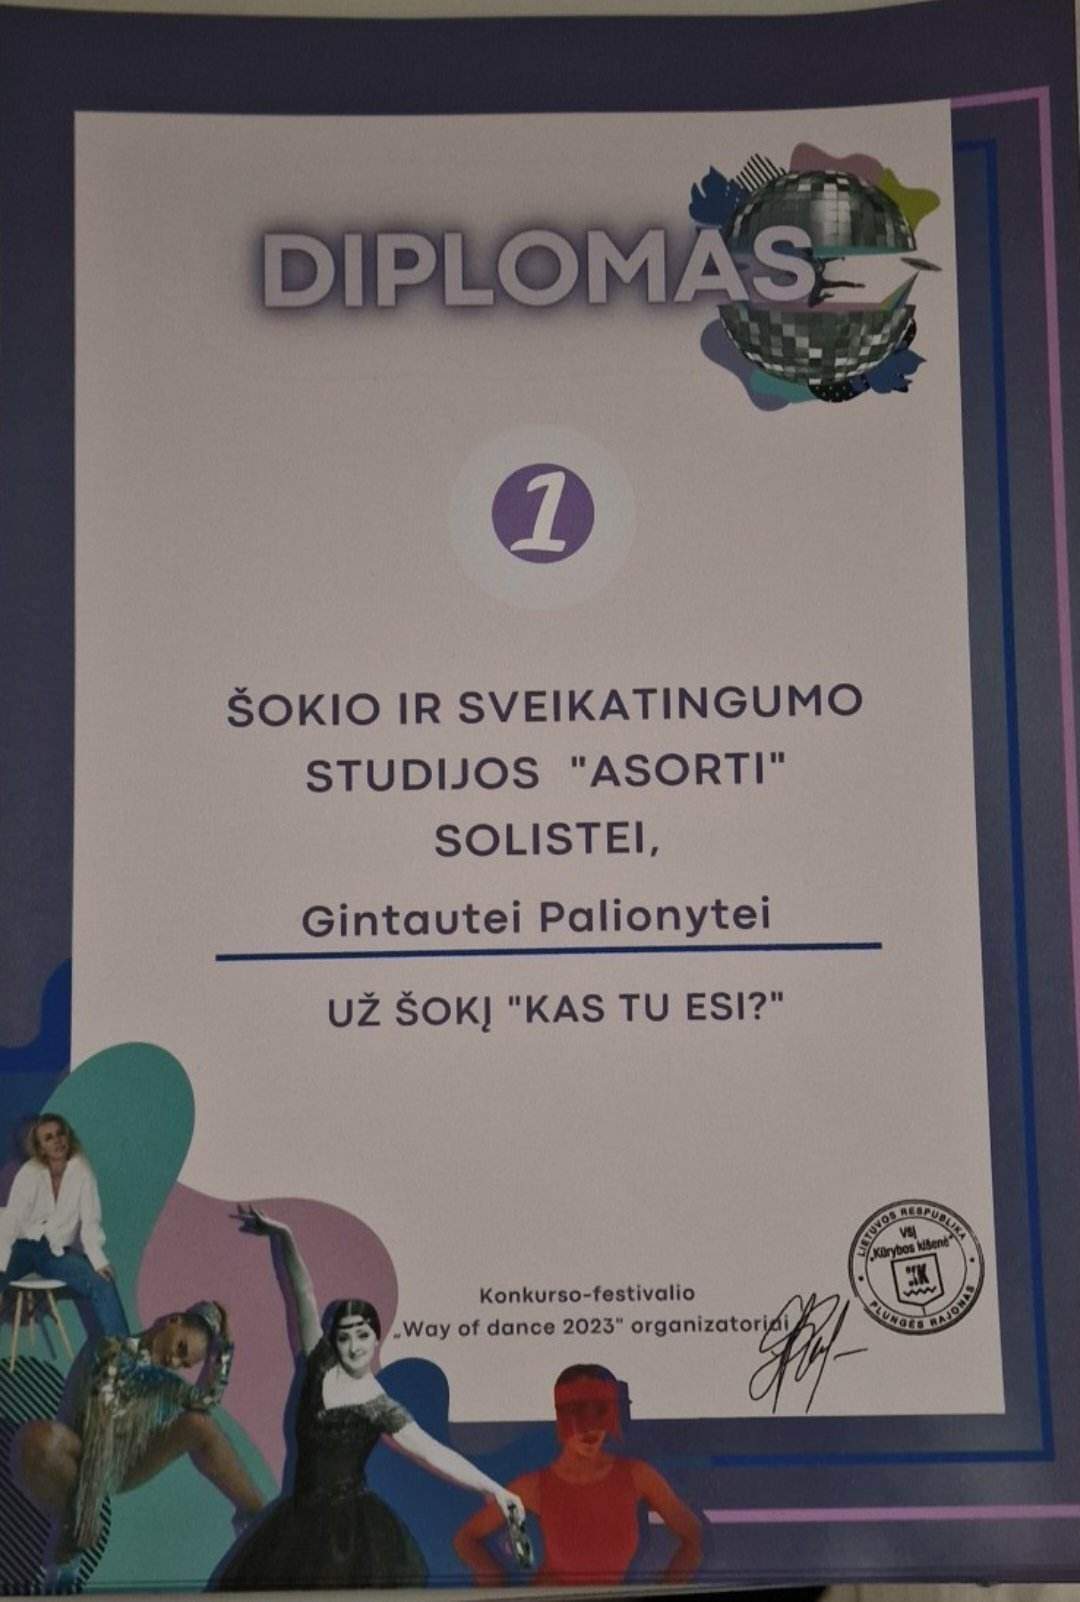 DIPLOMAS
1
ŠOKIO IR SVEIKATINGUMO
STUDIJOS "ASORTI"
SOLISTEI,
Gintautei Palionytei
UŽ ŠOKĮ "KAS TU ESI?"
Konkurso-festivalio
„Way of dance 2023" organizatoriai
LIETUVOS RESPUBLIKA
VšĮ
„Kūrybos kišenė"
PLUNGĖS RAJONAS